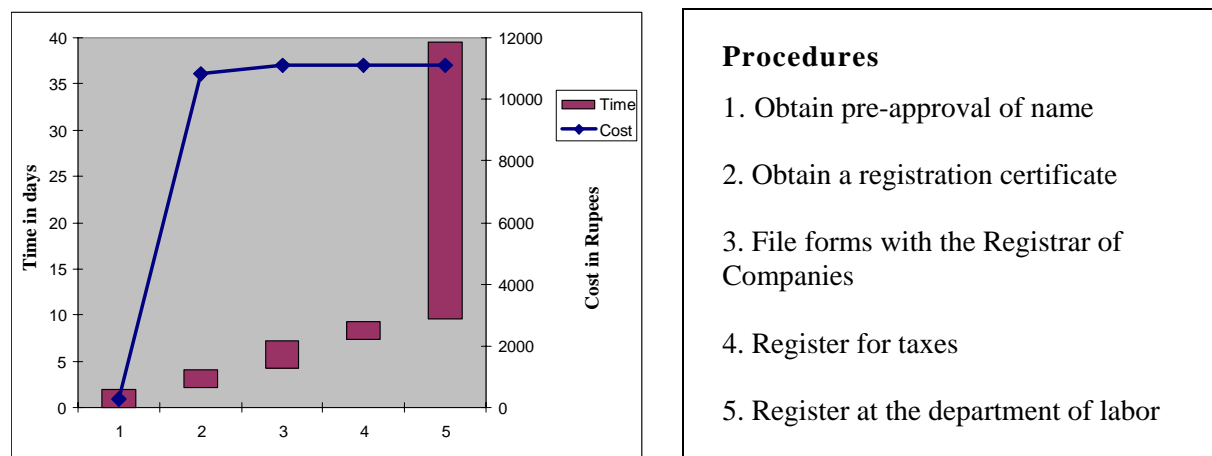 40
35
30
25
20
15
10
5
0
Time in days
1 2 3 4 5
12000
10000
8000
6000
4000
2000
0
Cost in Rupees
Time
Cost
Procedures
1. Obtain pre-approval of name
2. Obtain a registration certificate
3. File forms with the Registrar of
Companies
4. Register for taxes
5. Register at the department of labor